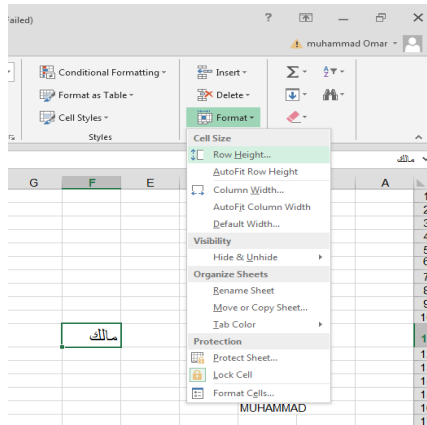 ailed)
?
muhammad Omar
Conditional Formatting
Format as Table
Cell Styles
Styles
Insert
Delete
Format
Σ
A
Z
مالك
Cell Size
Row Height...
AutoFit Row Height
Column Width...
AutoFit Column Width
Default Width...
Visibility
Hide & Unhide
Organize Sheets
Rename Sheet
Move or Copy Sheet...
Tab Color
Protection
Protect Sheet...
Lock Cell
Format Cells...
G F E A
مالك
MUHAMMAD